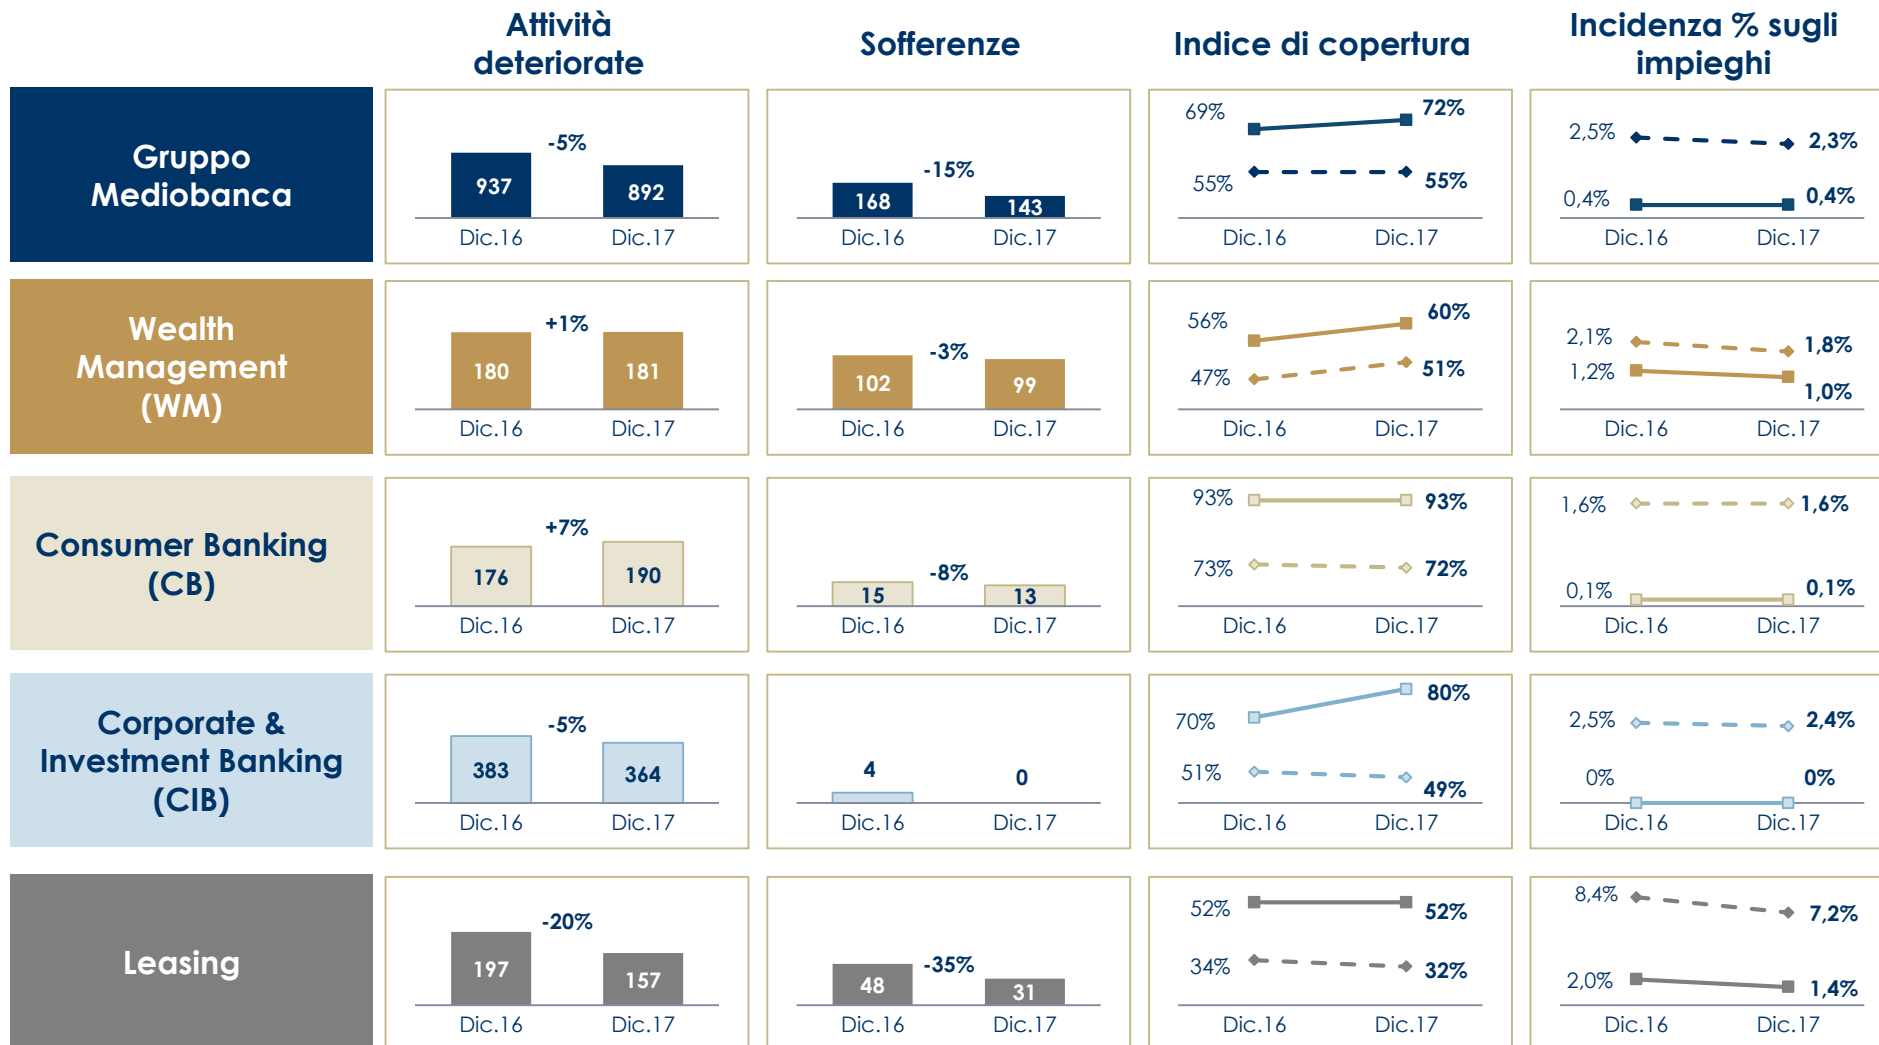 Attività
deteriorate
Sofferenze
Indice di copertura
Incidenza % sugli
impieghi
Gruppo
Mediobanca
-5%
937
892
Dic.16
Dic.17
-15%
168
143
Dic.16
Dic.17
69%
72%
55%
55%
Dic.16
Dic.17
2,5%
2,3%
0,4%
0,4%
Dic.16
Dic.17
Wealth
Management
(WM)
+1%
180
181
Dic.16
Dic.17
-3%
102
99
Dic.16
Dic.17
56%
60%
47%
51%
Dic.16
Dic.17
2,1%
1,8%
1,2%
1,0%
Dic.16
Dic.17
Consumer Banking
(CB)
+7%
176
190
Dic.16
Dic.17
-8%
15
13
Dic.16
Dic.17
93%
93%
73%
72%
Dic.16
Dic.17
1,6%
1,6%
0,1%
0,1%
Dic.16
Dic.17
Corporate &
Investment Banking
(CIB)
-5%
383
364
Dic.16
Dic.17
4
0
Dic.16
Dic.17
70%
80%
51%
49%
Dic.16
Dic.17
2,5%
2,4%
0%
0%
Dic.16
Dic.17
Leasing
-20%
197
157
Dic.16
Dic.17
-35%
48
31
Dic.16
Dic.17
52%
52%
34%
32%
Dic.16
Dic.17
8,4%
7,2%
2,0%
1,4%
Dic.16
Dic.17